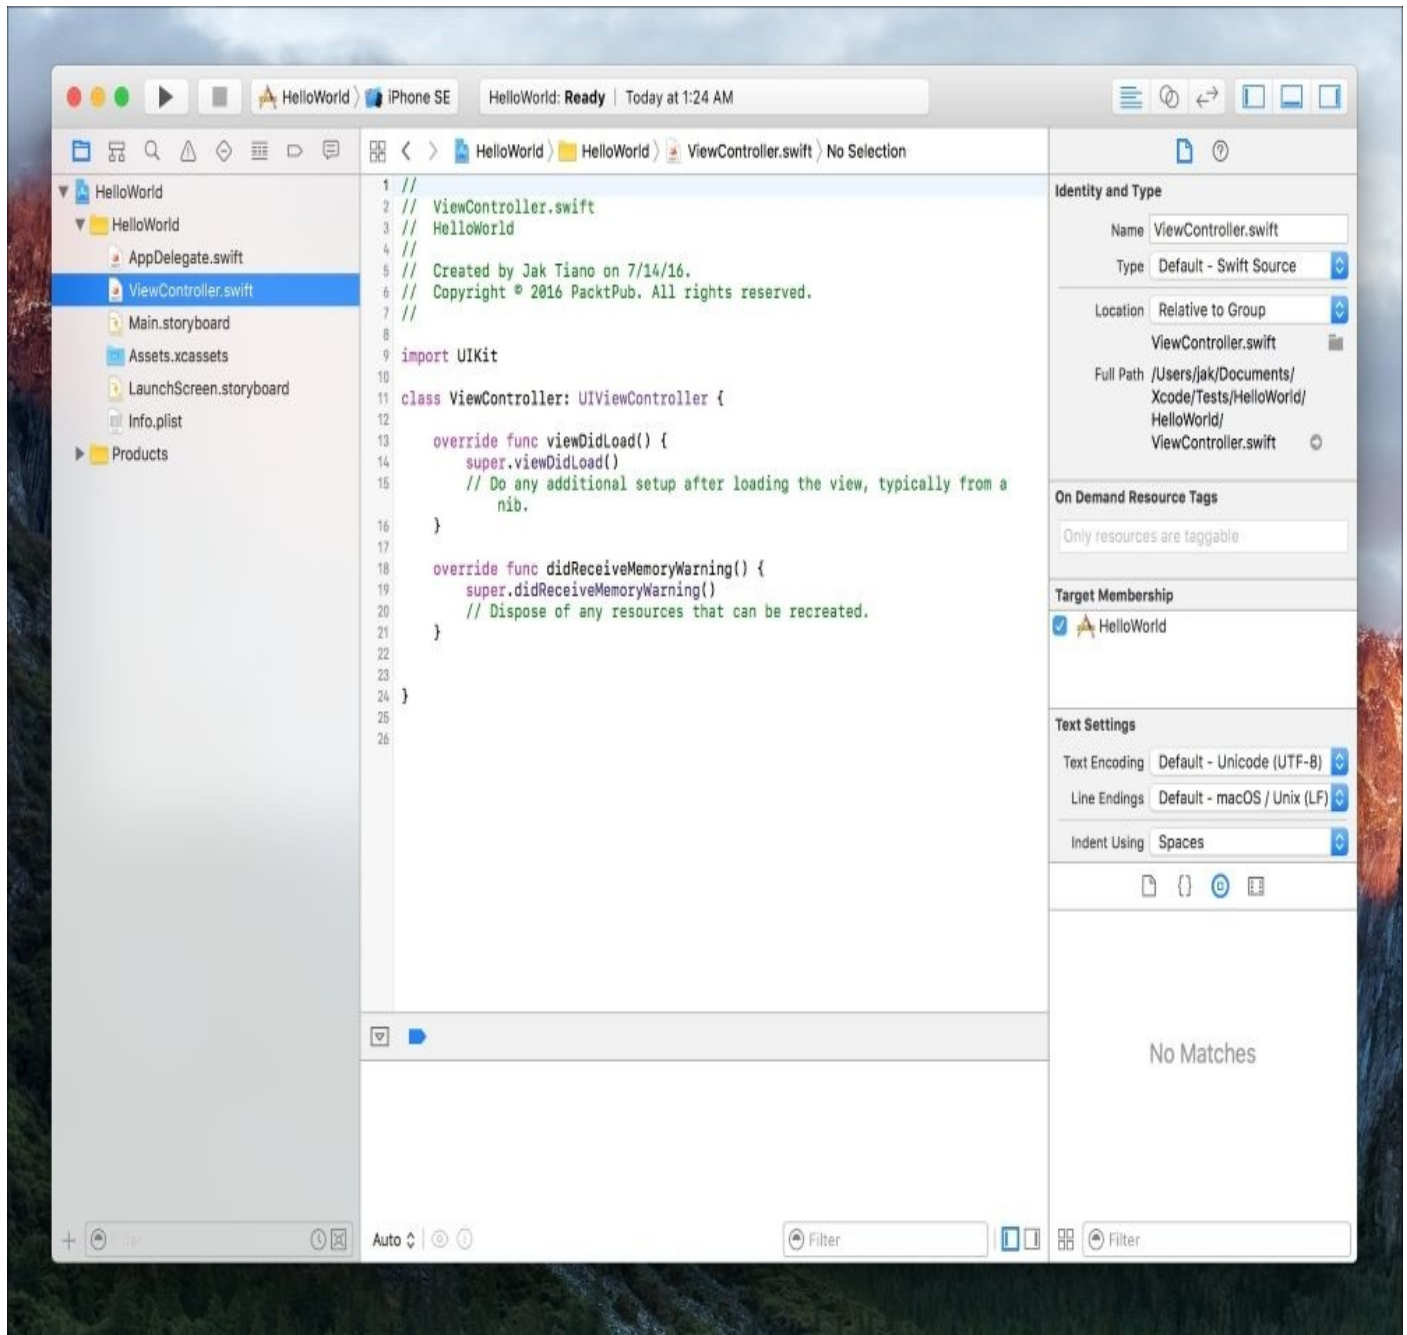 HelloWorld iPhone SE HelloWorld: Ready | Today at 1:24 AM
HelloWorld HelloWorld ViewController.swift No Selection
HelloWorld
HelloWorld
AppDelegate.swift
ViewController.swift
Main.storyboard
Assets.xcassets
LaunchScreen.storyboard
Info.plist
Products
1 //
2 //  ViewController.swift
3 //  HelloWorld
4 //
5 //  Created by Jak Tiano on 7/14/16.
6 //  Copyright © 2016 PacktPub. All rights reserved.
7 //
8
9 import UIKit
10
11 class ViewController: UIViewController {
12
13     override func viewDidLoad() {
14         super.viewDidLoad()
15         // Do any additional setup after loading the view, typically from a
nib.
16     }
17
18     override func didReceiveMemoryWarning() {
19         super.didReceiveMemoryWarning()
20         // Dispose of any resources that can be recreated.
21     }
22
23
24 }
25
26
Auto Filter
Identity and Type
Name ViewController.swift
Type Default - Swift Source
Location Relative to Group
ViewController.swift
Full Path /Users/jak/Documents/
Xcode/Tests/HelloWorld/
HelloWorld/
ViewController.swift
On Demand Resource Tags
Only resources are taggable
Target Membership
HelloWorld
Text Settings
Text Encoding Default - Unicode (UTF-8)
Line Endings Default - macOS / Unix (LF)
Indent Using Spaces
No Matches
Filter